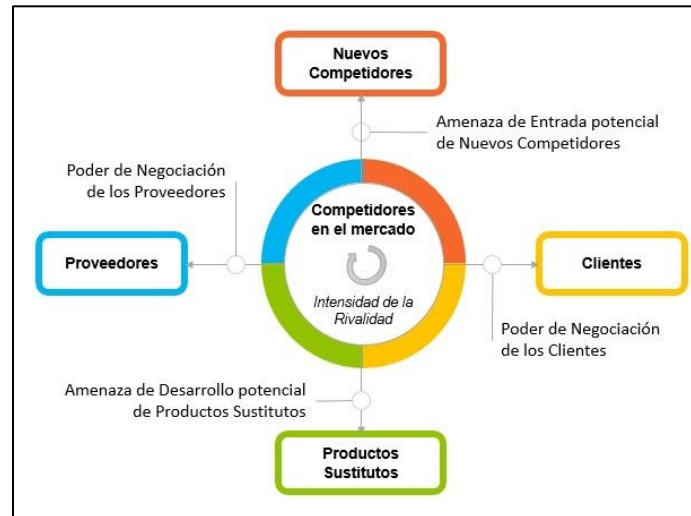 Nuevos
Competidores
Amenaza de Entrada potencial
de Nuevos Competidores
Poder de Negociación
de los Proveedores
Competidores
en el mercado
Proveedores
Clientes
Intensidad de la
Rivalidad
Poder de Negociación
de los Clientes
Amenaza de Desarrollo potencial
de Productos Sustitutos
Productos
Sustitutos